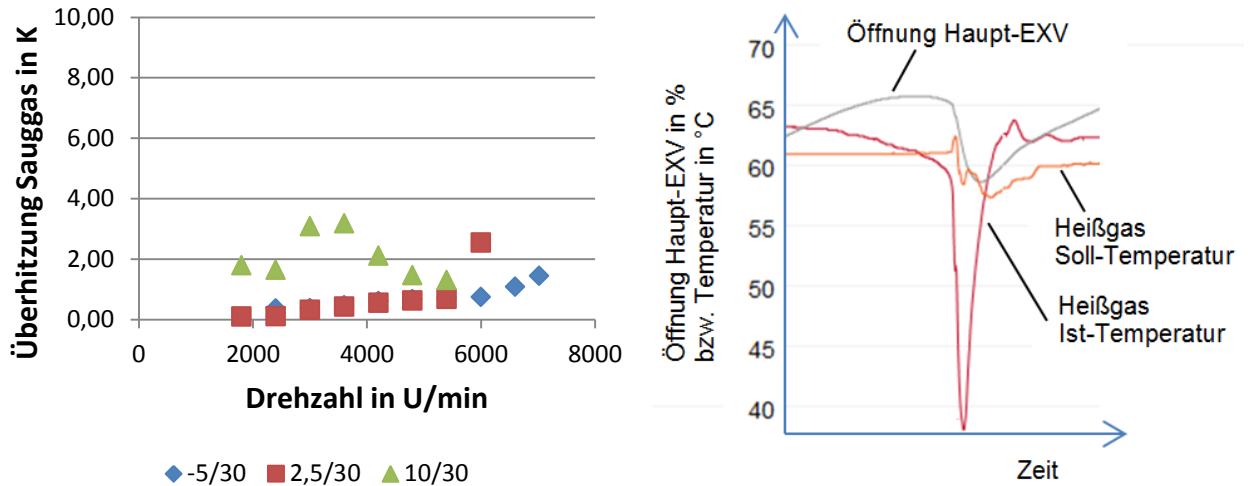 Überhitzung Sauggas in K
10,00
8,00
6,00
4,00
2,00
0,00
0
2000
4000
6000
8000
Drehzahl in U/min
-5/30
2,5/30
10/30
Öffnung Haupt-EXV in %
bzw. Temperatur in °C
70
65
60
55
50
45
40
Öffnung Haupt-EXV
Heißgas
Soll-Temperatur
Heißgas
Ist-Temperatur
Zeit